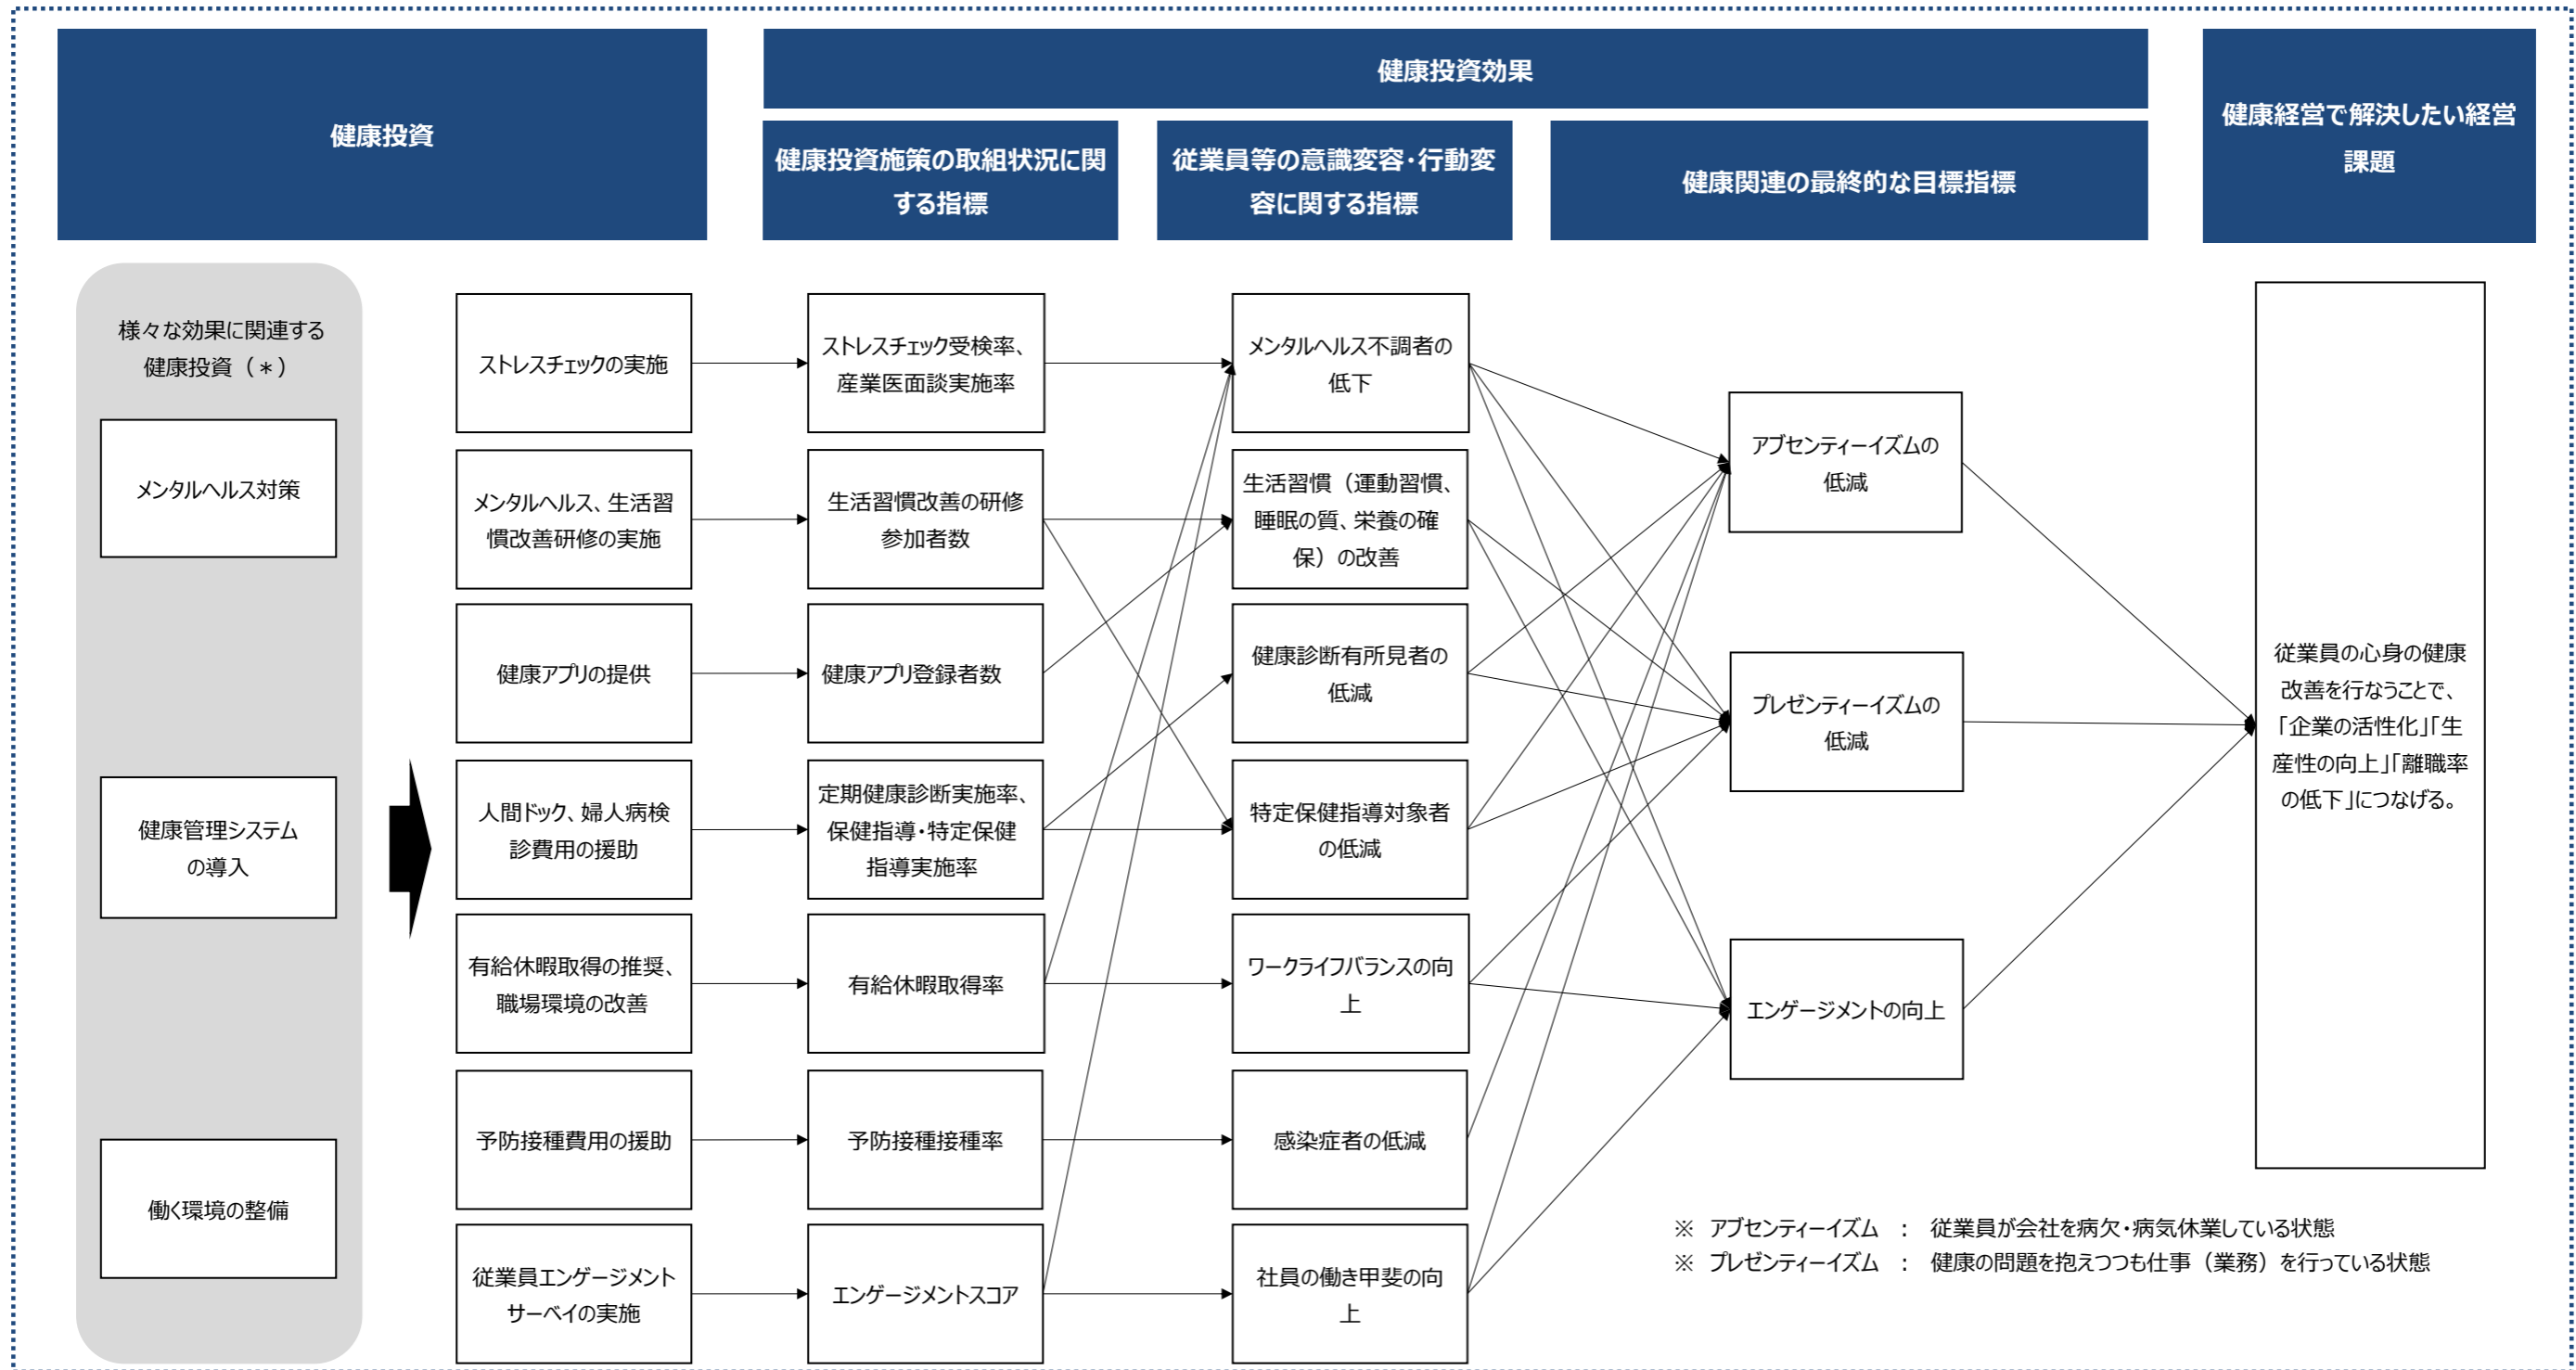 健康投資
健康投資効果
健康投資施策の取組状況に関
する指標
従業員等の意識変容・行動変
容に関する指標
健康関連の最終的な目標指標
健康経営で解決したい経営
課題
様々な効果に関連する
健康投資（＊）
メンタルヘルス対策
健康管理システム
の導入
働く環境の整備
ストレスチェックの実施
メンタルヘルス、生活習
慣改善研修の実施
健康アプリの提供
人間ドック、婦人病検
診費用の援助
有給休暇取得の推奨、
職場環境の改善
予防接種費用の援助
従業員エンゲージメント
サーベイの実施
ストレスチェック受検率、
産業医面談実施率
生活習慣改善の研修
参加者数
健康アプリ登録者数
定期健康診断実施率、
保健指導・特定保健
指導実施率
有給休暇取得率
予防接種接種率
エンゲージメントスコア
メンタルヘルス不調者の
低下
生活習慣（運動習慣、
睡眠の質、栄養の確
保）の改善
健康診断有所見者の
低減
特定保健指導対象者
の低減
ワークライフバランスの向
上
感染症者の低減
社員の働き甲斐の向
上
アブセンティーイズムの
低減
プレゼンティーイズムの
低減
エンゲージメントの向上
従業員の心身の健康
改善を行なうことで、
「企業の活性化」「生
産性の向上」「離職率
の低下」につなげる。
※ アブセンティーイズム ： 従業員が会社を病欠・病気休業している状態
※ プレゼンティーイズム ： 健康の問題を抱えつつも仕事（業務）を行っている状態